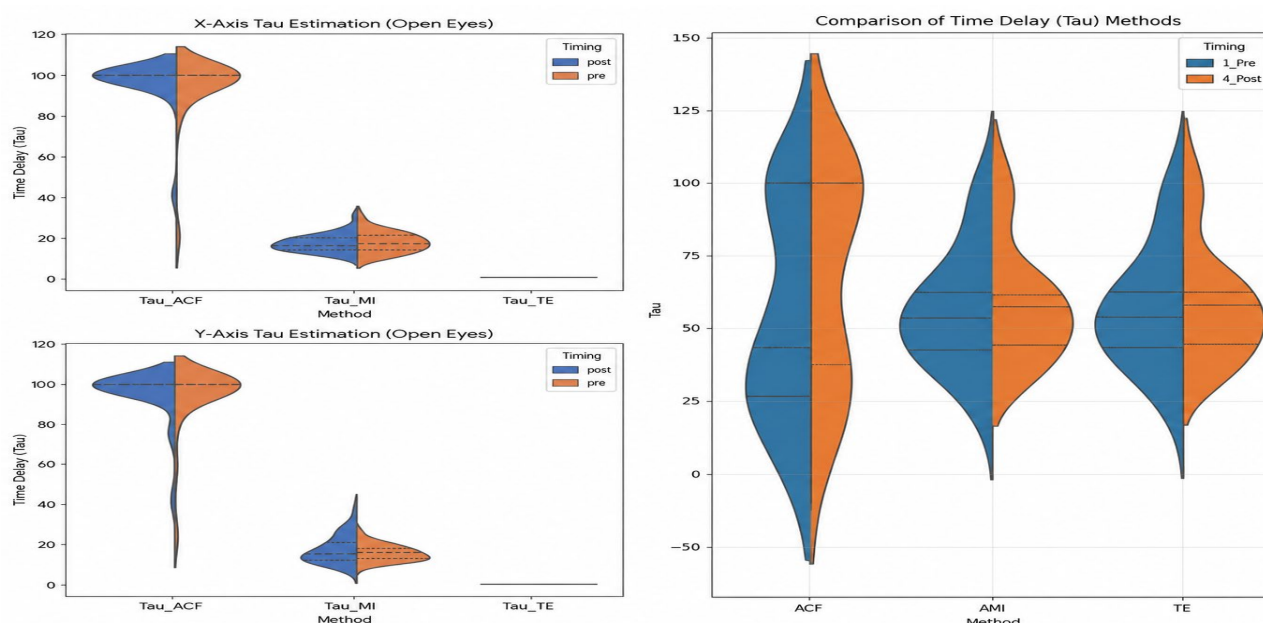 X-Axis Tau Estimation (Open Eyes)
120
100
80
60
40
20
0
Time Delay (Tau)
Timing
post
pre
Tau_ACF
Tau_MI
Tau_TE
Method
Y-Axis Tau Estimation (Open Eyes)
120
100
80
60
40
20
0
Time Delay (Tau)
Timing
post
pre
Tau_ACF
Tau_MI
Tau_TE
Method
Comparison of Time Delay (Tau) Methods
150
125
100
75
50
25
0
−50
Tau
Timing
1_Pre
4_Post
ACF
AMI
TE
Method